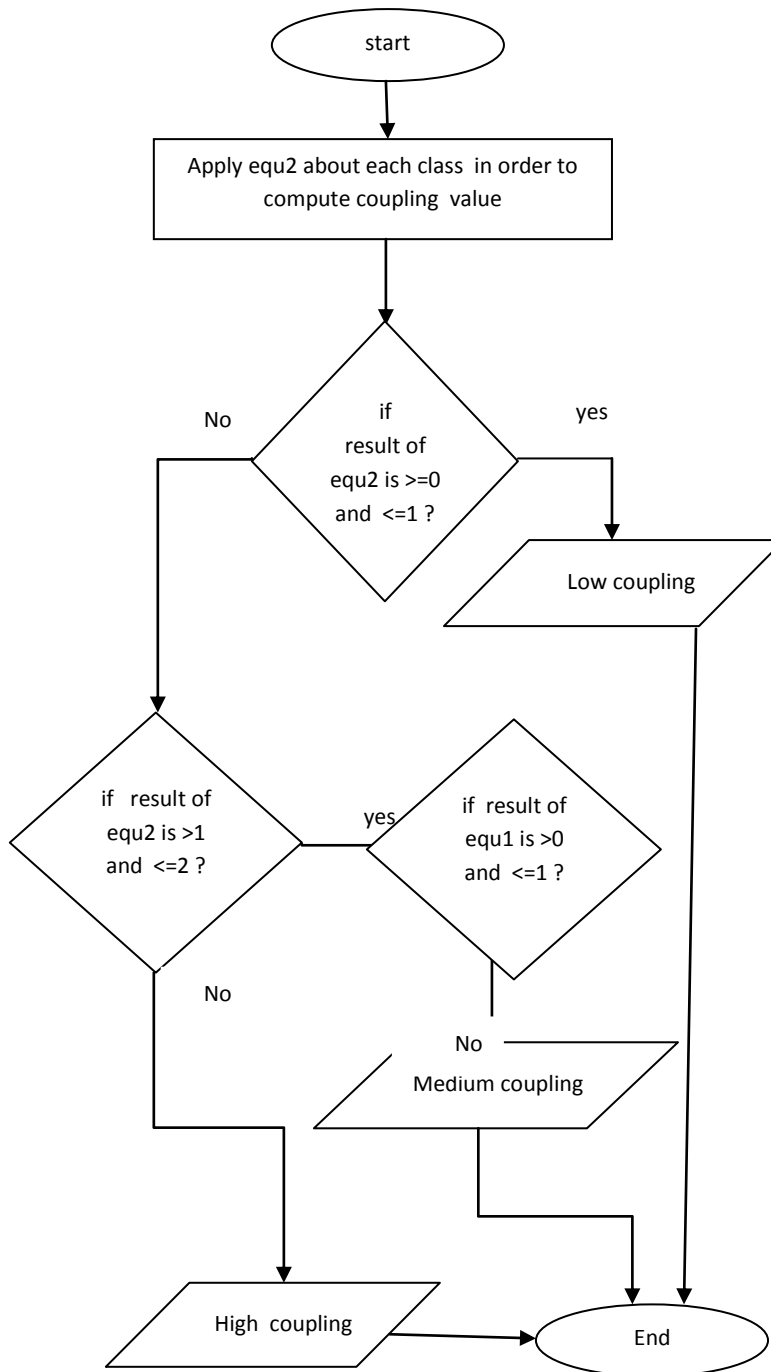 start
Apply equ2 about each class in order to
compute coupling value
No
if
result of
equ2 is >=0
and <=1 ?
yes
Low coupling
if result of
equ2 is >1
and <=2 ?
yes
if result of
equ1 is >0
and <=1 ?
No
No
Medium coupling
High coupling
End